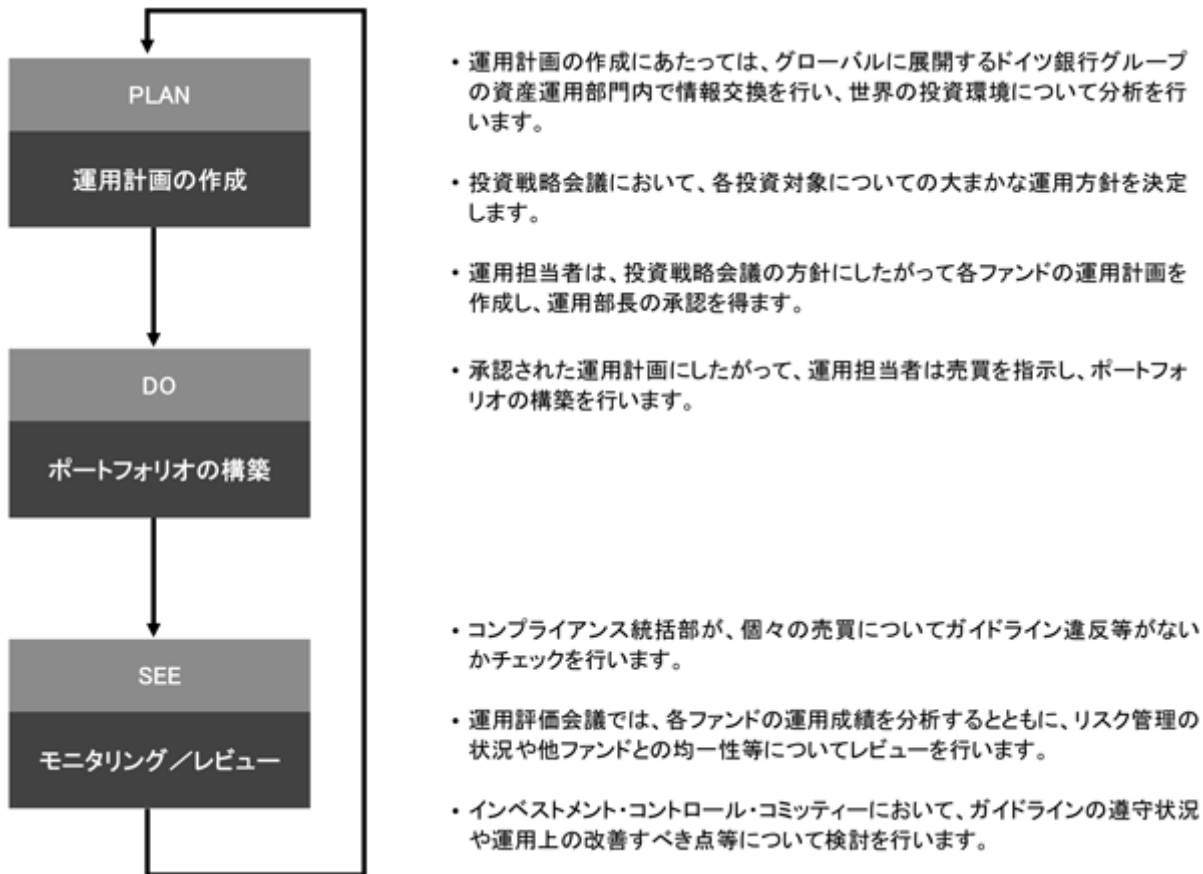 PLAN
運用計画の作成
・運用計画の作成にあたっては、グローバルに展開するドイツ銀行グループ
の資産運用部門内で情報交換を行い、世界の投資環境について分析を行
います。
・投資戦略会議において、各投資対象についての大まかな運用方針を決定
します。
・運用担当者は、投資戦略会議の方針にしたがって各ファンドの運用計画を
作成し、運用部長の承認を得ます。
DO
ポートフォリオの構築
・承認された運用計画にしたがって、運用担当者は売買を指示し、ポートフォ
リオの構築を行います。
SEE
モニタリング／レビュー
・コンプライアンス統括部が、個々の売買についてガイドライン違反等がない
かチェックを行います。
・運用評価会議では、各ファンドの運用成績を分析するとともに、リスク管理の
状況や他ファンドとの均一性等についてレビューを行います。
・インベストメント・コントロール・コミッティーにおいて、ガイドラインの遵守状況
や運用上の改善すべき点等について検討を行います。